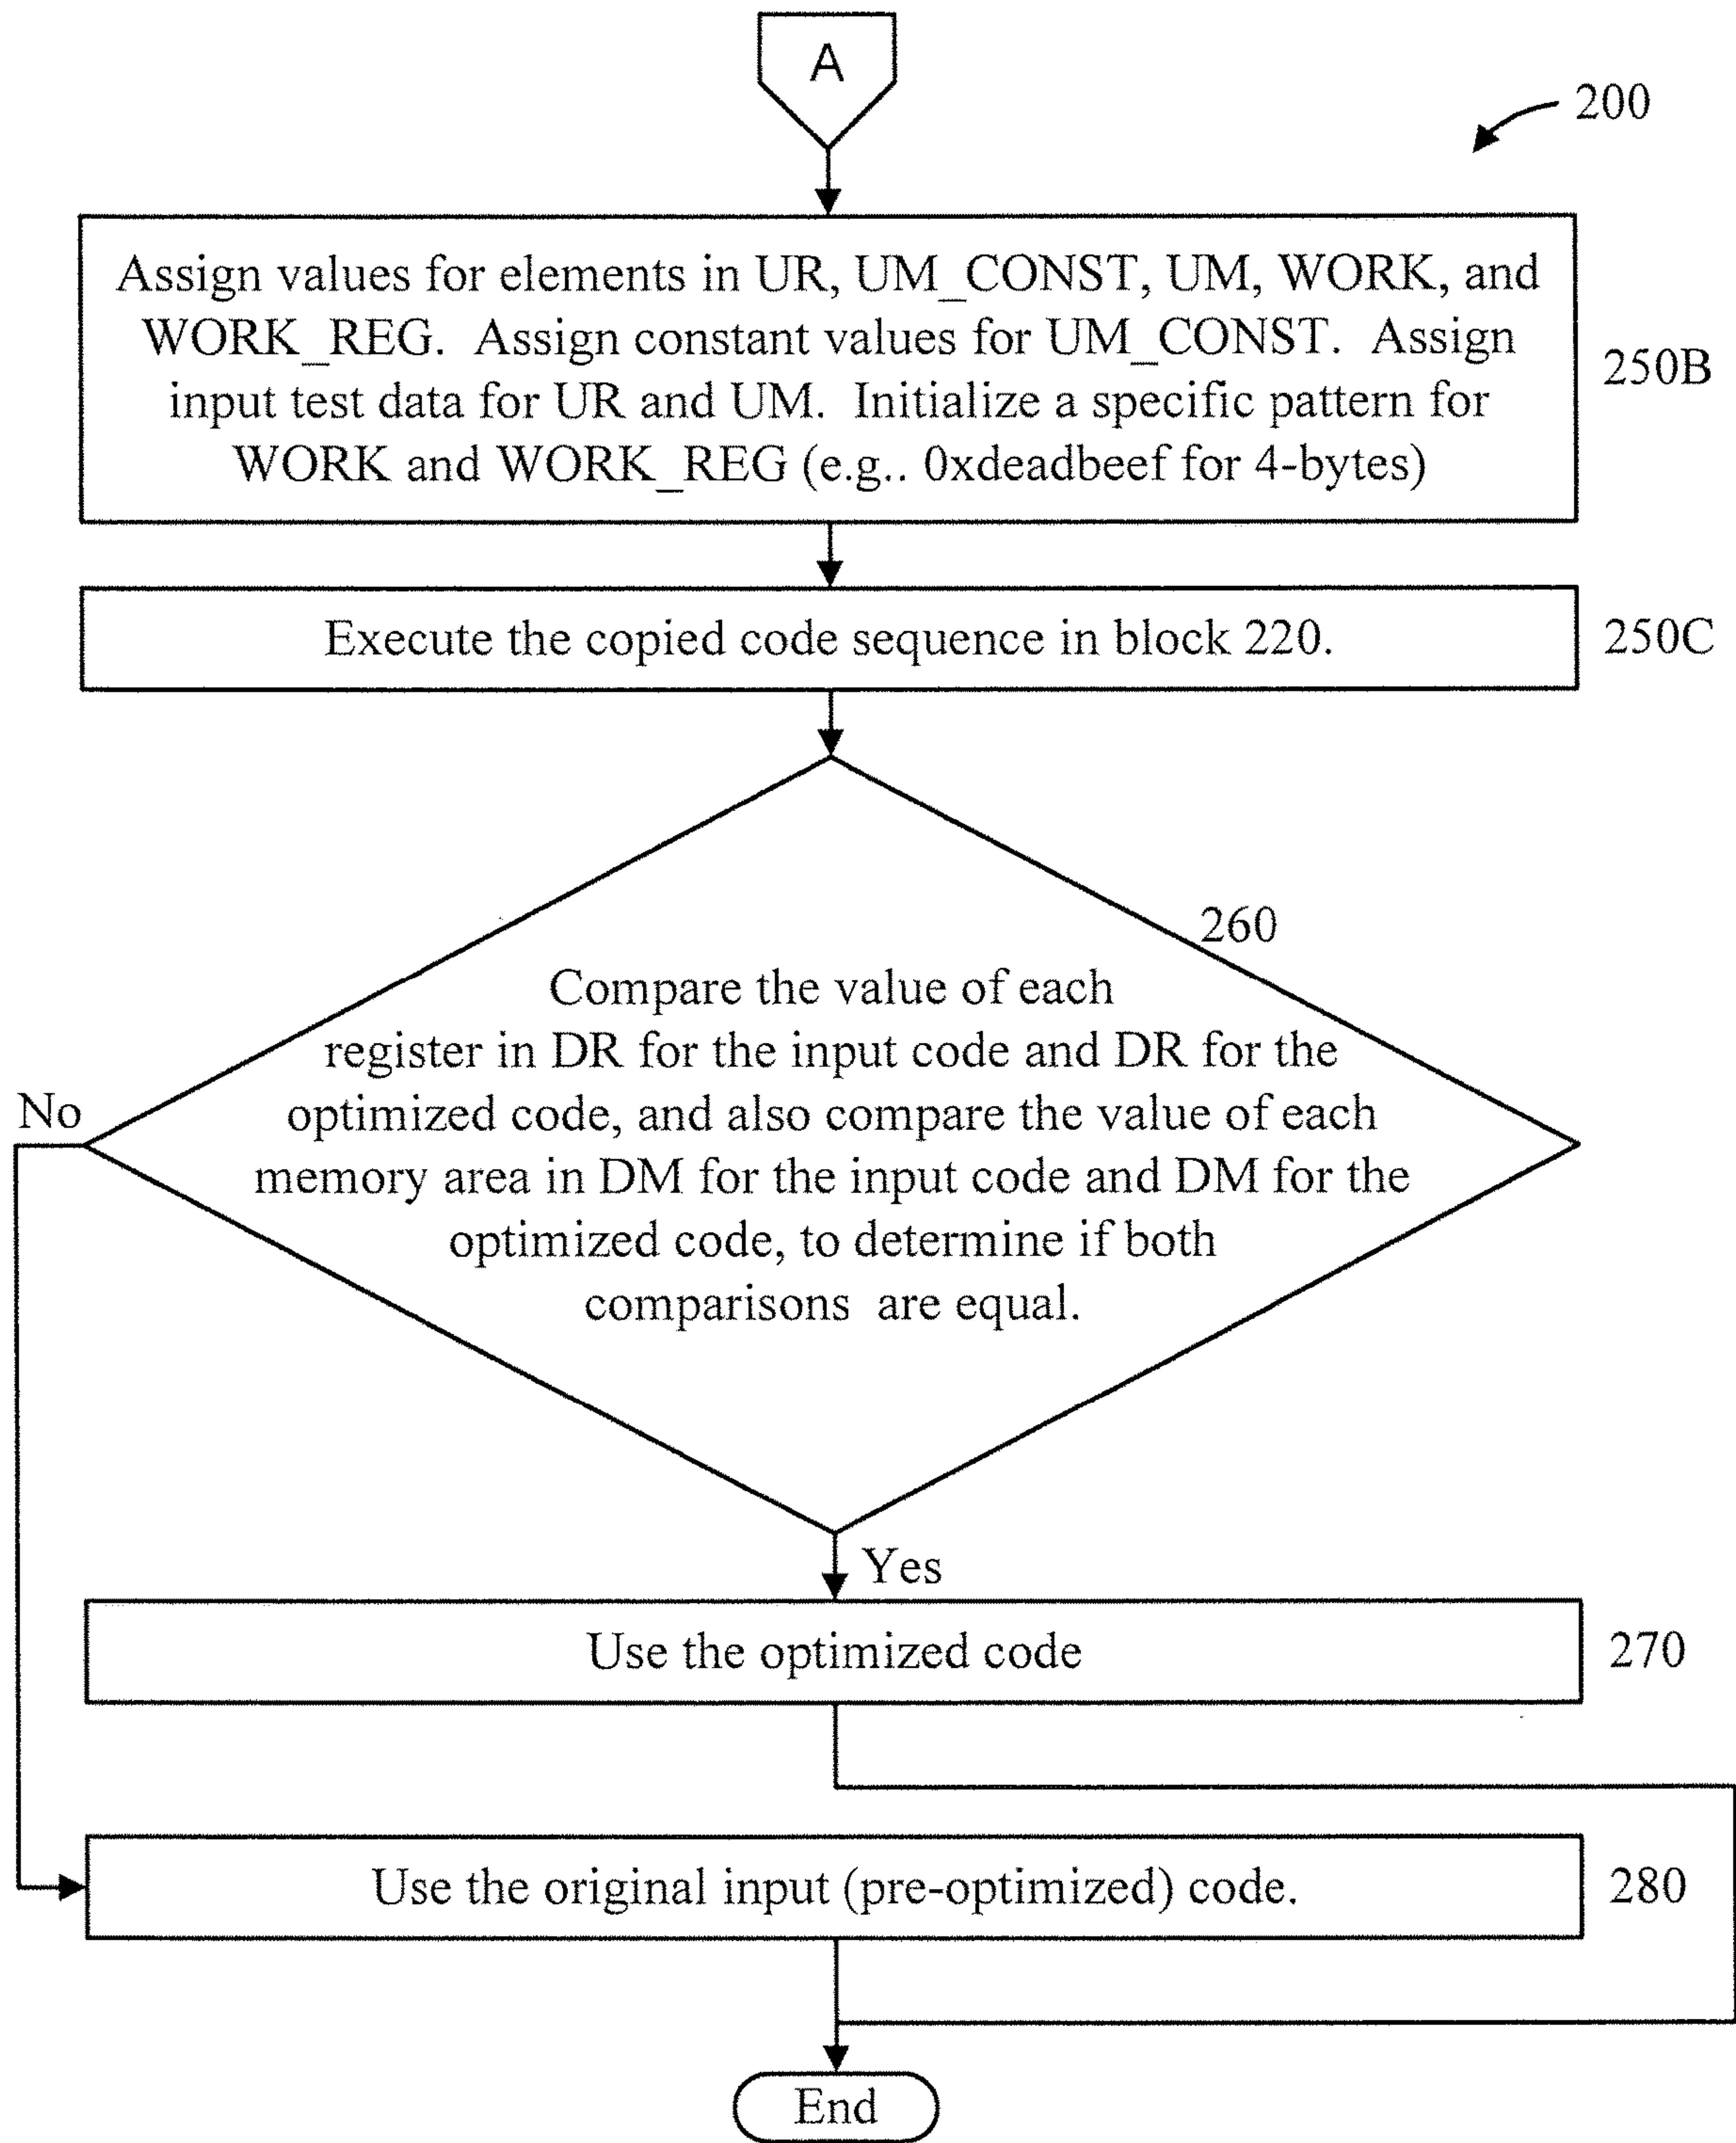 A
200
Assign values for elements in UR, UM_CONST, UM, WORK, and
WORK_REG. Assign constant values for UM_CONST. Assign
input test data for UR and UM. Initialize a specific pattern for
WORK and WORK_REG (e.g.. 0xdeadbeef for 4-bytes)
250B
Execute the copied code sequence in block 220.
250C
260
Compare the value of each
register in DR for the input code and DR for the
optimized code, and also compare the value of each
memory area in DM for the input code and DM for the
optimized code, to determine if both
comparisons are equal.
No
Yes
Use the optimized code
270
Use the original input (pre-optimized) code.
280
End